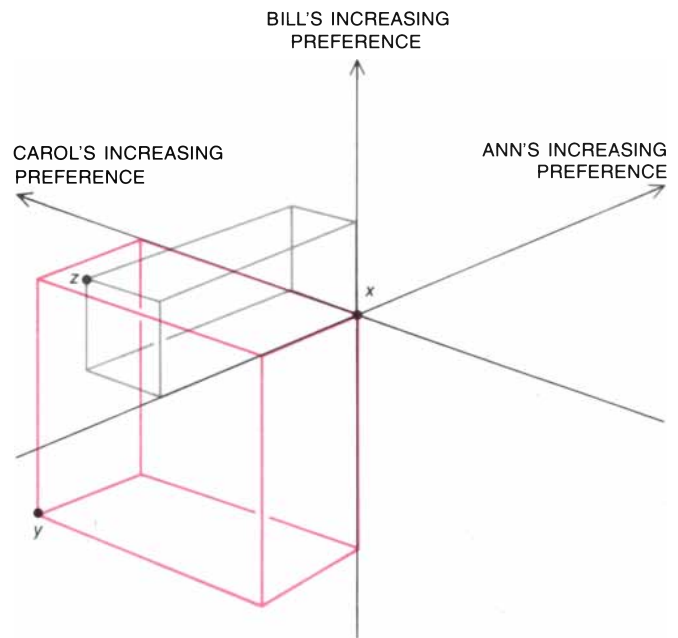 BILL'S INCREASING
PREFERENCE
CAROL'S INCREASING
PREFERENCE
ANN'S INCREASING
PREFERENCE
z
x
y